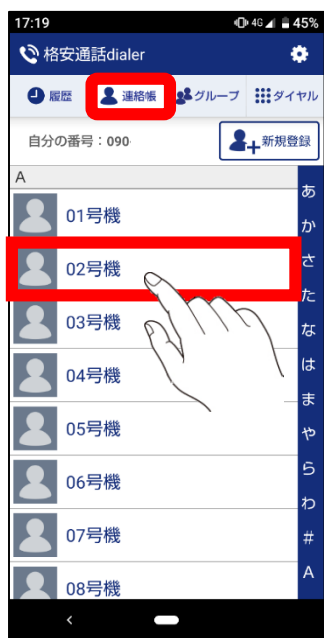 17:19 4G 45%
格安通話dialer
履歴 連絡帳 グループ ダイヤル
自分の番号：090- 新規登録
A
01号機
02号機
03号機
04号機
05号機
06号機
07号機
08号機
あ
か
さ
た
な
は
ま
や
ら
わ
#
A